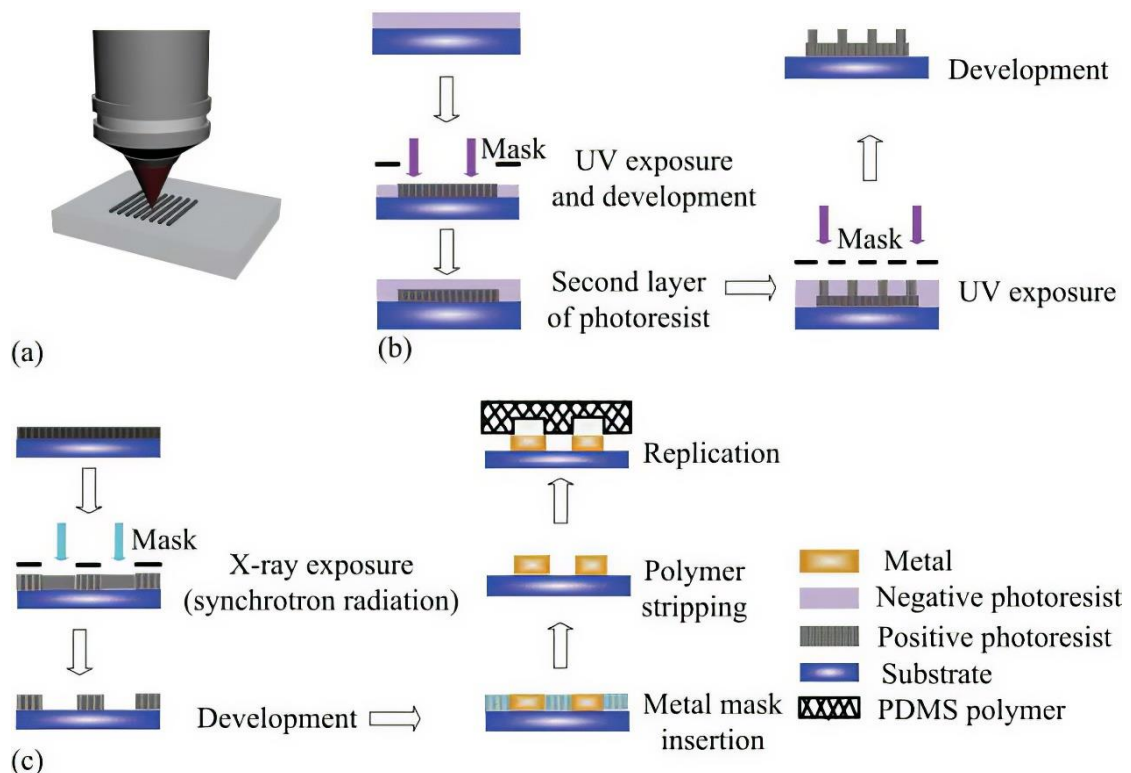 (a)
Mask
UV exposure
and development
Second layer
of photoresist
Mask
UV exposure
Development
(b)
Mask
X-ray exposure
(synchrotron radiation)
Development
Metal mask
insertion
Polymer
stripping
Replication
Metal
Negative photoresist
Positive photoresist
Substrate
PDMS polymer
(c)